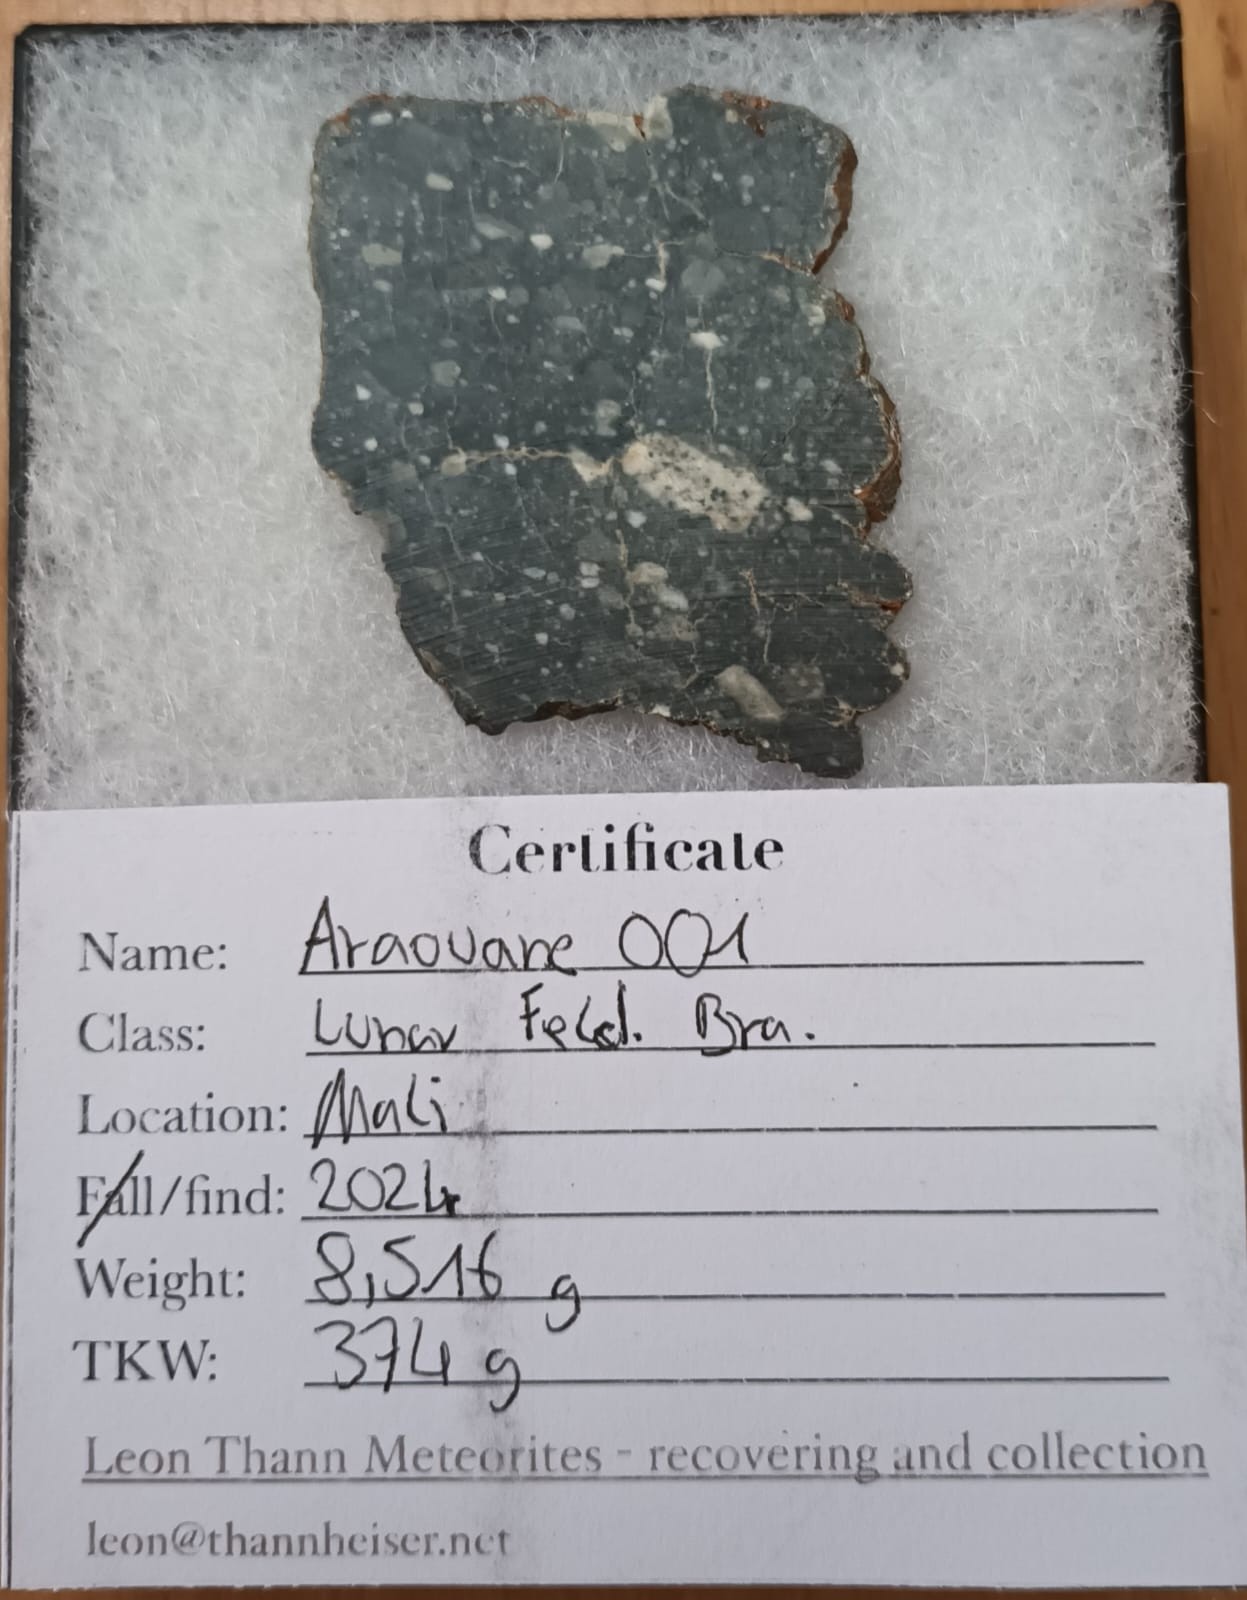 Certificate
Name: Araouane 001
Class: Lunar Feld. Bra.
Location: Mali
Fall/find: 2024
Weight: 8,516 g
TKW: 374 g
Leon Thann Meteorites - recovering and collection
leon@thannheiser.net